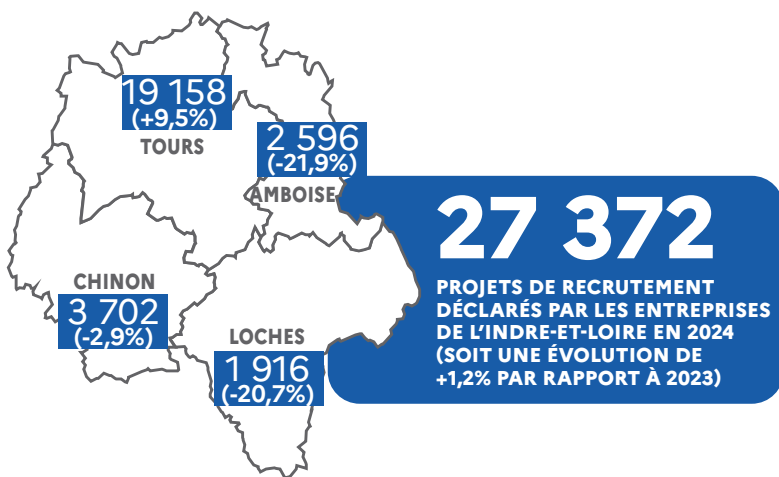 19 158
(+9,5%)
TOURS
2 596
(-21,9%)
AMBOISE
CHINON
3 702
(-2,9%)
LOCHES
1 916
(-20,7%)
27 372
PROJETS DE RECRUTEMENT
DÉCLARÉS PAR LES ENTREPRISES
DE L'INDRE-ET-LOIRE EN 2024
(SOIT UNE ÉVOLUTION DE
+1,2% PAR RAPPORT À 2023)